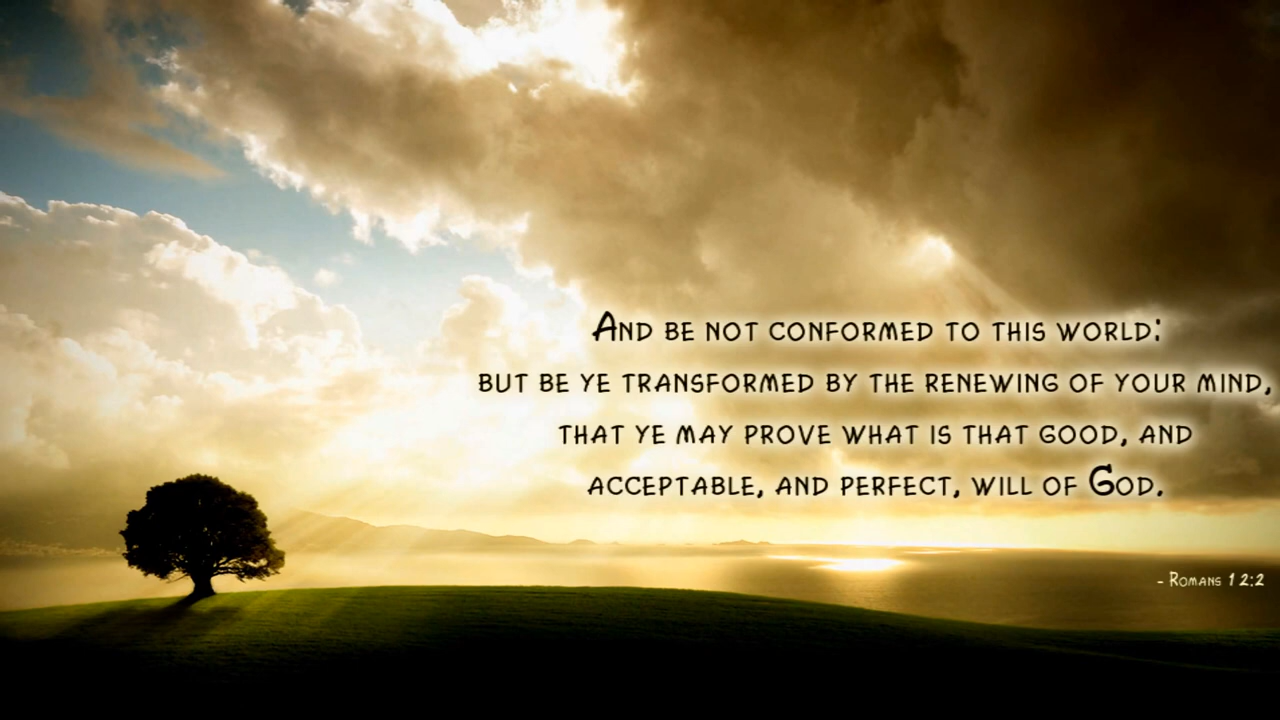 And be not conformed to this world:
but be ye transformed by the renewing of your mind,
that ye may prove what is that good, and
acceptable, and perfect, will of God.
- Romans 12:2